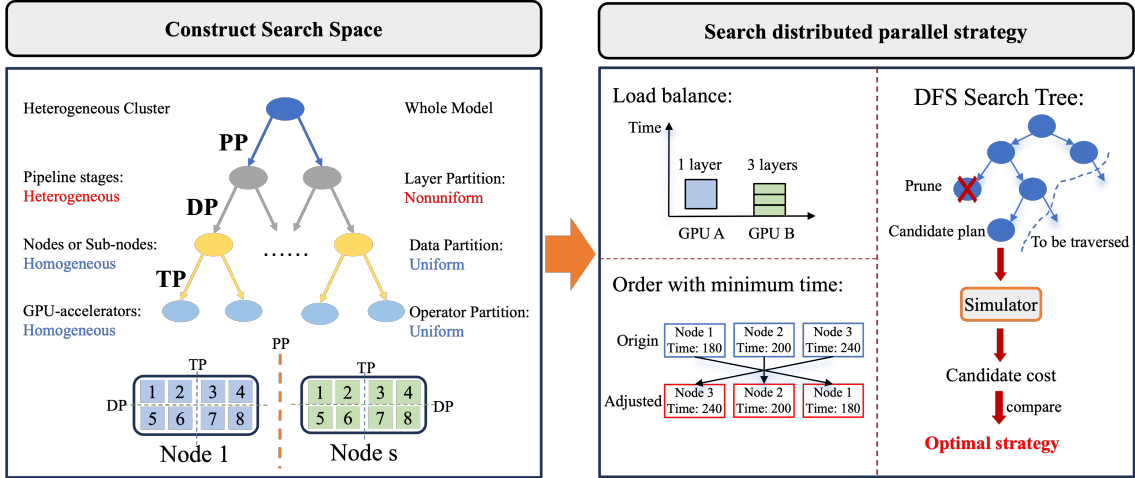 Construct Search Space
Heterogeneous Cluster
Whole Model
PP
Pipeline stages:
Heterogeneous
Layer Partition:
Nonuniform
DP
Nodes or Sub-nodes:
Homogeneous
......
Data Partition:
Uniform
TP
GPU-accelerators:
Homogeneous
Operator Partition:
Uniform
PP
TP
TP
DP
1 2 3 4
5 6 7 8
1 2 3 4
5 6 7 8
DP
Node 1
Node s
Search distributed parallel strategy
Load balance:
Time
1 layer
3 layers
GPU A
GPU B
Order with minimum time:
Origin
Node 1
Time: 180
Node 2
Time: 200
Node 3
Time: 240
Adjusted
Node 3
Time: 240
Node 2
Time: 200
Node 1
Time: 180
DFS Search Tree:
Prune
Candidate plan
To be traversed
Simulator
Candidate cost
compare
Optimal strategy